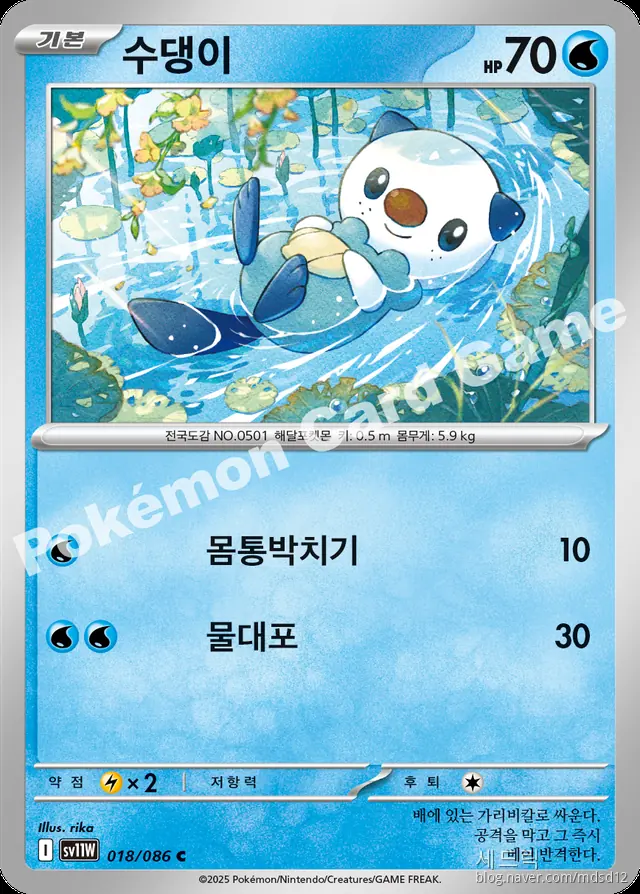 기본 수댕이 HP 70
전국도감 NO.0501 해달포켓몬 키: 0.5 m 몸무게: 5.9 kg
Pokémon Card Game
몸통박치기 10
물대포 30
약점 ×2 저항력 후퇴
배에 있는 가리비칼로 싸운다.
공격을 막고 그 즉시
베어 반격한다.
Illus. rika
I sv11W 018/086 C
blog.naver.com/mdsd12
©2025 Pokémon/Nintendo/Creatures/GAME FREAK.